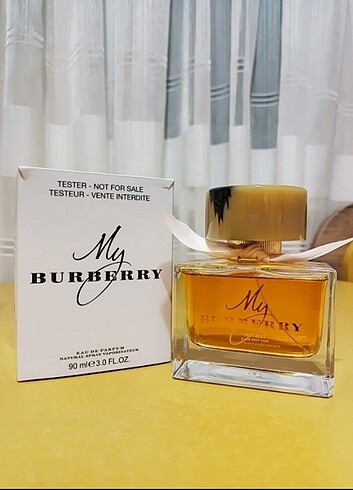 TESTER - NOT FOR SALE
TESTEUR - VENTE INTERDITE
My
BURBERRY
EAU DE PARFUM
NATURAL SPRAY VAPORISATEUR
90 ml e 3.0 FL.OZ.
My
BURBERRY